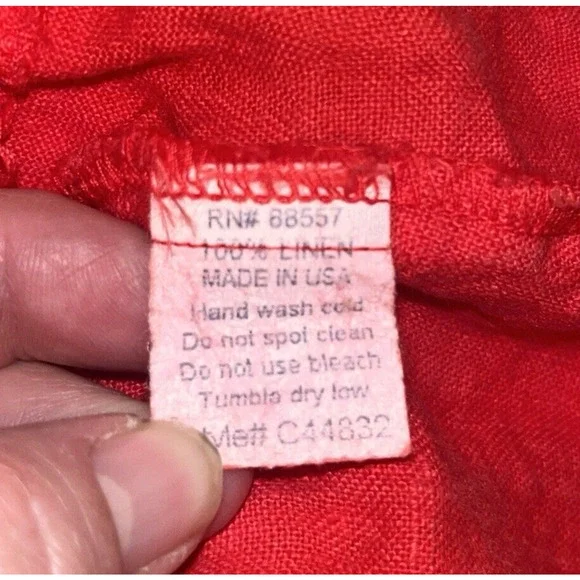 RN# 88557
100% LINEN
MADE IN USA
Hand wash cold
Do not spot clean
Do not use bleach
Tumble dry low
Style# C44832